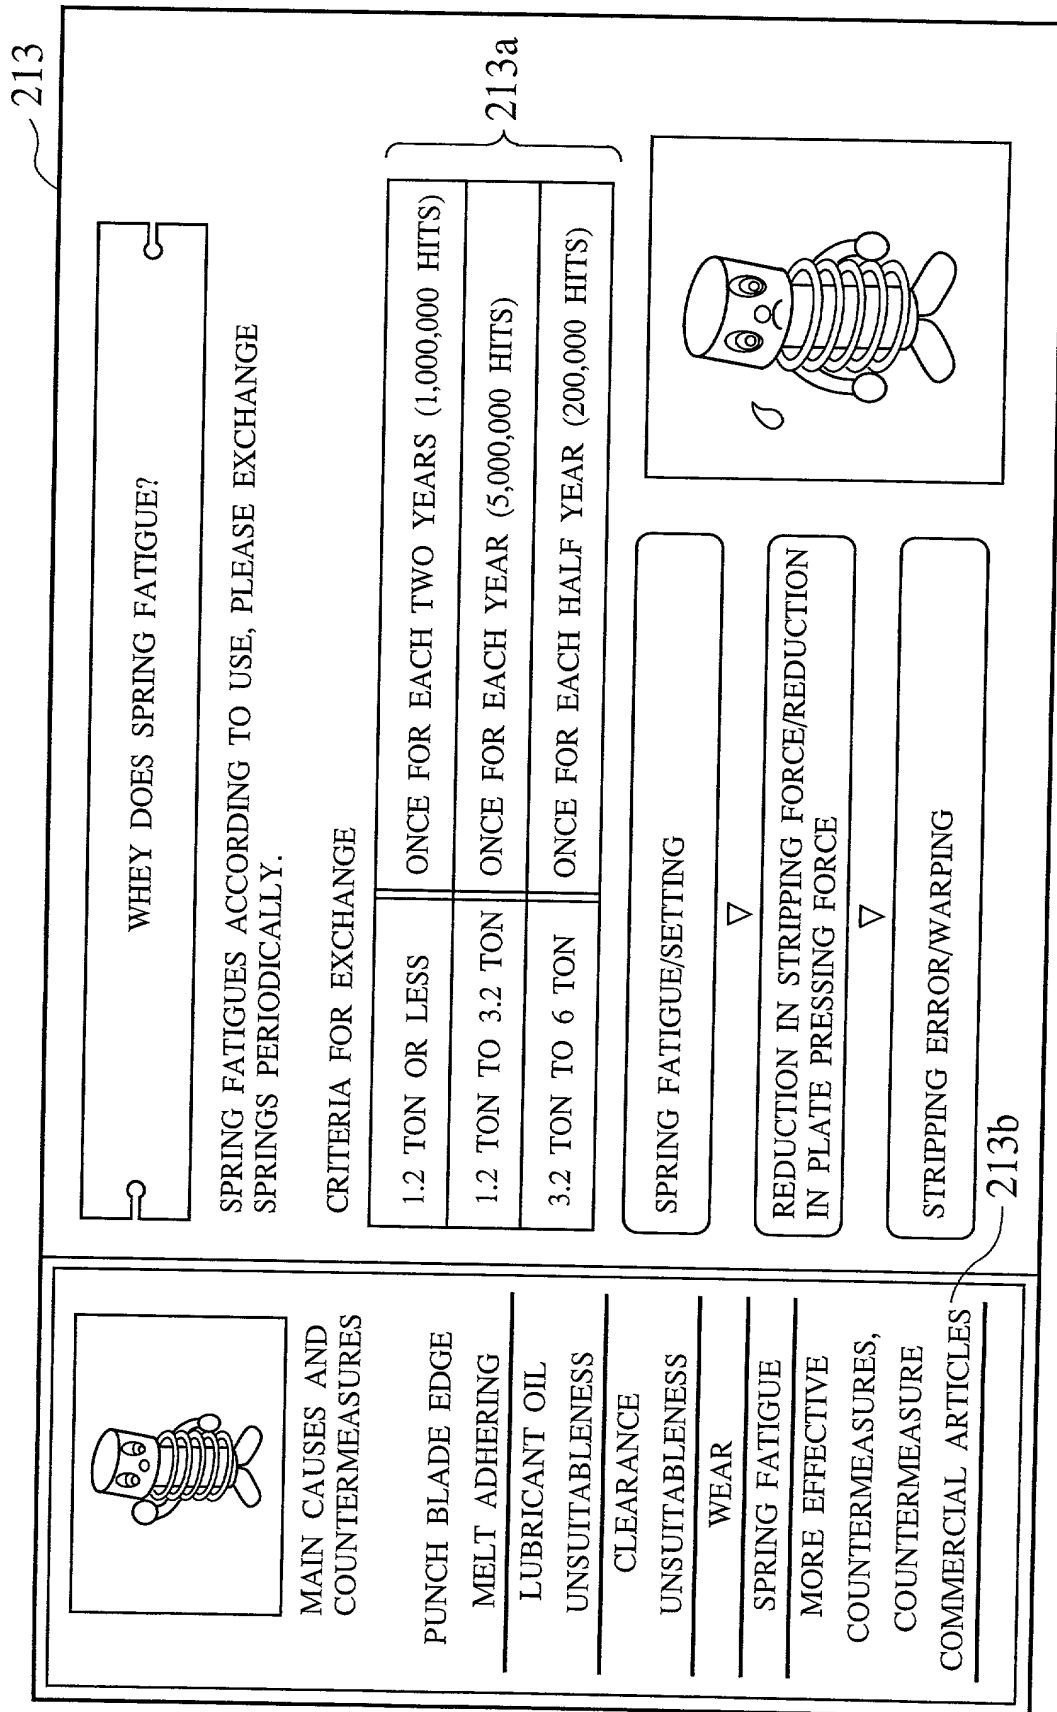 213
MAIN CAUSES AND
COUNTERMEASURES
PUNCH BLADE EDGE
MELT ADHERING
LUBRICANT OIL
UNSUITABLENESS
CLEARANCE
UNSUITABLENESS
WEAR
SPRING FATIGUE
MORE EFFECTIVE
COUNTERMEASURES,
COUNTERMEASURE
COMMERCIAL ARTICLES
213b
WHEY DOES SPRING FATIGUE?
SPRING FATIGUES ACCORDING TO USE, PLEASE EXCHANGE
SPRINGS PERIODICALLY.
CRITERIA FOR EXCHANGE
1.2 TON OR LESS ONCE FOR EACH TWO YEARS (1,000,000 HITS)
1.2 TON TO 3.2 TON ONCE FOR EACH YEAR (5,000,000 HITS)
3.2 TON TO 6 TON ONCE FOR EACH HALF YEAR (200,000 HITS)
213a
SPRING FATIGUE/SETTING
REDUCTION IN STRIPPING FORCE/REDUCTION
IN PLATE PRESSING FORCE
STRIPPING ERROR/WARPING